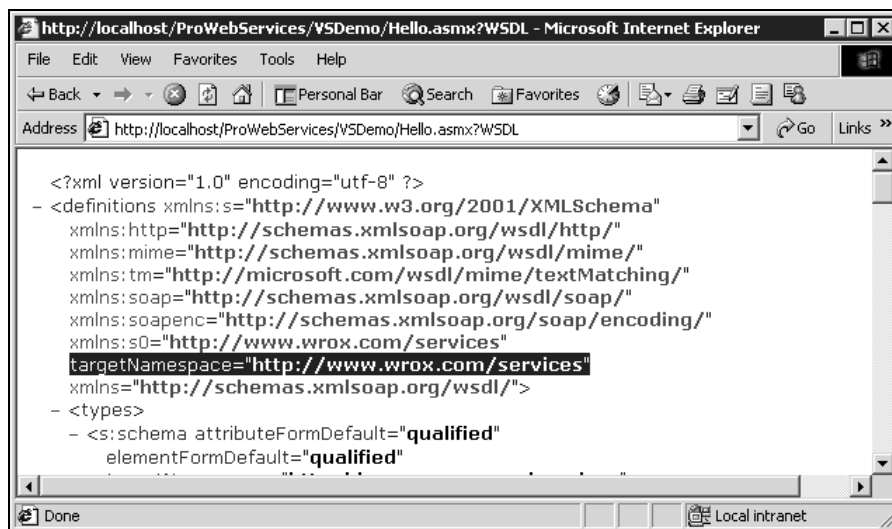 http://localhost/ProWebServices/VSDemo/Hello.asmx?WSDL - Microsoft Internet Explorer
File Edit View Favorites Tools Help
Back Personal Bar Search Favorites
Address http://localhost/ProWebServices/VSDemo/Hello.asmx?WSDL Go Links »
<?xml version="1.0" encoding="utf-8" ?>
- <definitions xmlns:s="http://www.w3.org/2001/XMLSchema"
xmlns:http="http://schemas.xmlsoap.org/wsdl/http/"
xmlns:mime="http://schemas.xmlsoap.org/wsdl/mime/"
xmlns:tm="http://microsoft.com/wsdl/mime/textMatching/"
xmlns:soap="http://schemas.xmlsoap.org/wsdl/soap/"
xmlns:soapenc="http://schemas.xmlsoap.org/soap/encoding/"
xmlns:s0="http://www.wrox.com/services"
targetNamespace="http://www.wrox.com/services"
xmlns="http://schemas.xmlsoap.org/wsdl/">
- <types>
- <s:schema attributeFormDefault="qualified"
elementFormDefault="qualified"
Done Local intranet